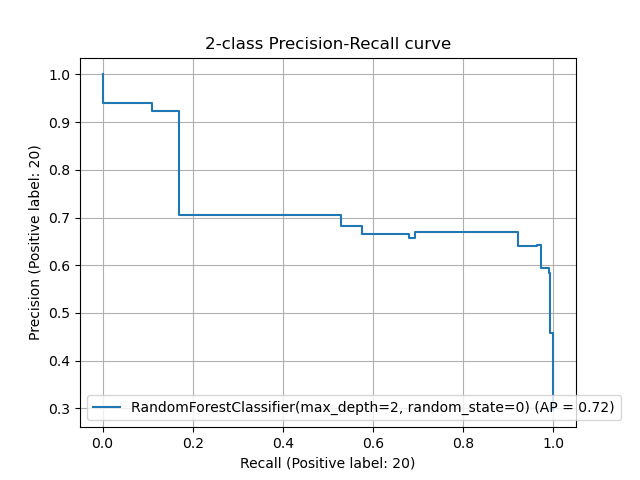 2-class Precision-Recall curve
1.0
0.9
0.8
0.7
0.6
0.5
0.4
0.3
Precision (Positive label: 20)
RandomForestClassifier(max_depth=2, random_state=0) (AP = 0.72)
0.0 0.2 0.4 0.6 0.8 1.0
Recall (Positive label: 20)